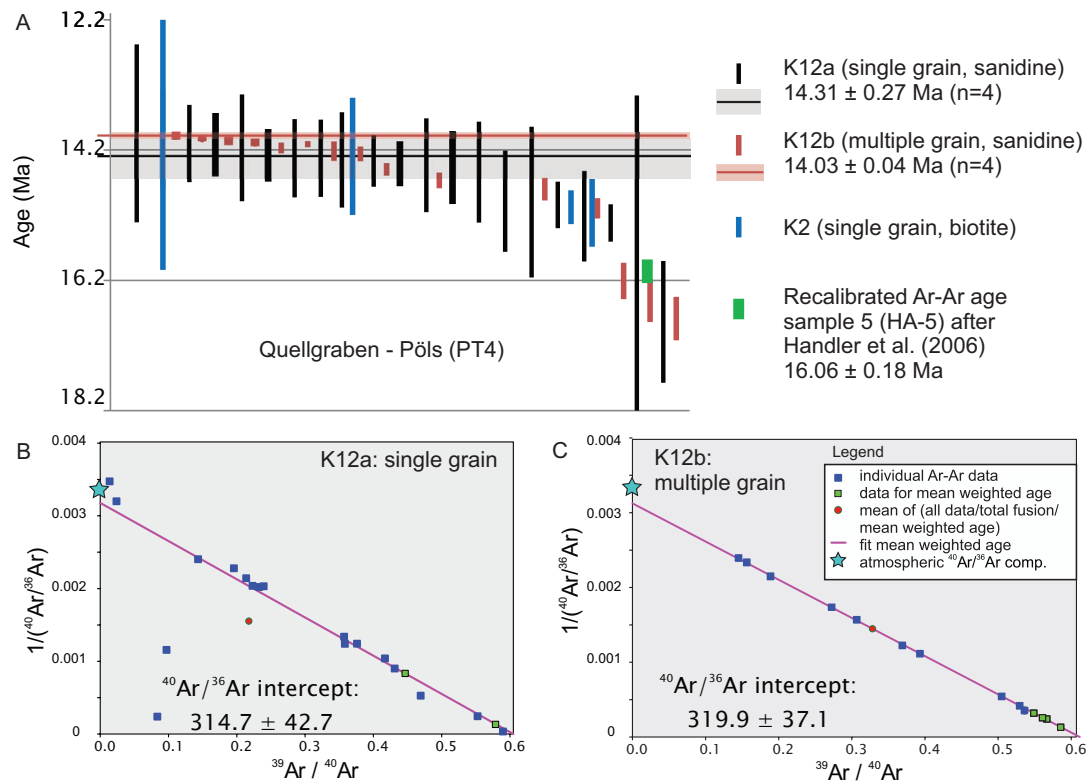 A
12.2
14.2
16.2
18.2
Age (Ma)
Quellgraben - Pöls (PT4)
K12a (single grain, sanidine)
14.31 ± 0.27 Ma (n=4)
K12b (multiple grain, sanidine)
14.03 ± 0.04 Ma (n=4)
K2 (single grain, biotite)
Recalibrated Ar-Ar age
sample 5 (HA-5) after
Handler et al. (2006)
16.06 ± 0.18 Ma
B
K12a: single grain
0.004
0.003
0.002
0.001
0
1/(⁴⁰Ar/³⁶Ar)
⁴⁰Ar/³⁶Ar intercept:
314.7 ± 42.7
0.0 0.1 0.2 0.3 0.4 0.5 0.6
³⁹Ar / ⁴⁰Ar
C
K12b:
multiple grain
0.004
0.003
0.002
0.001
0
1/(⁴⁰Ar/³⁶Ar)
Legend
individual Ar-Ar data
data for mean weighted age
mean of (all data/total fusion/
mean weighted age)
fit mean weighted age
atmospheric ⁴⁰Ar/³⁶Ar comp.
⁴⁰Ar/³⁶Ar intercept:
319.9 ± 37.1
0.0 0.1 0.2 0.3 0.4 0.5 0.6
³⁹Ar / ⁴⁰Ar